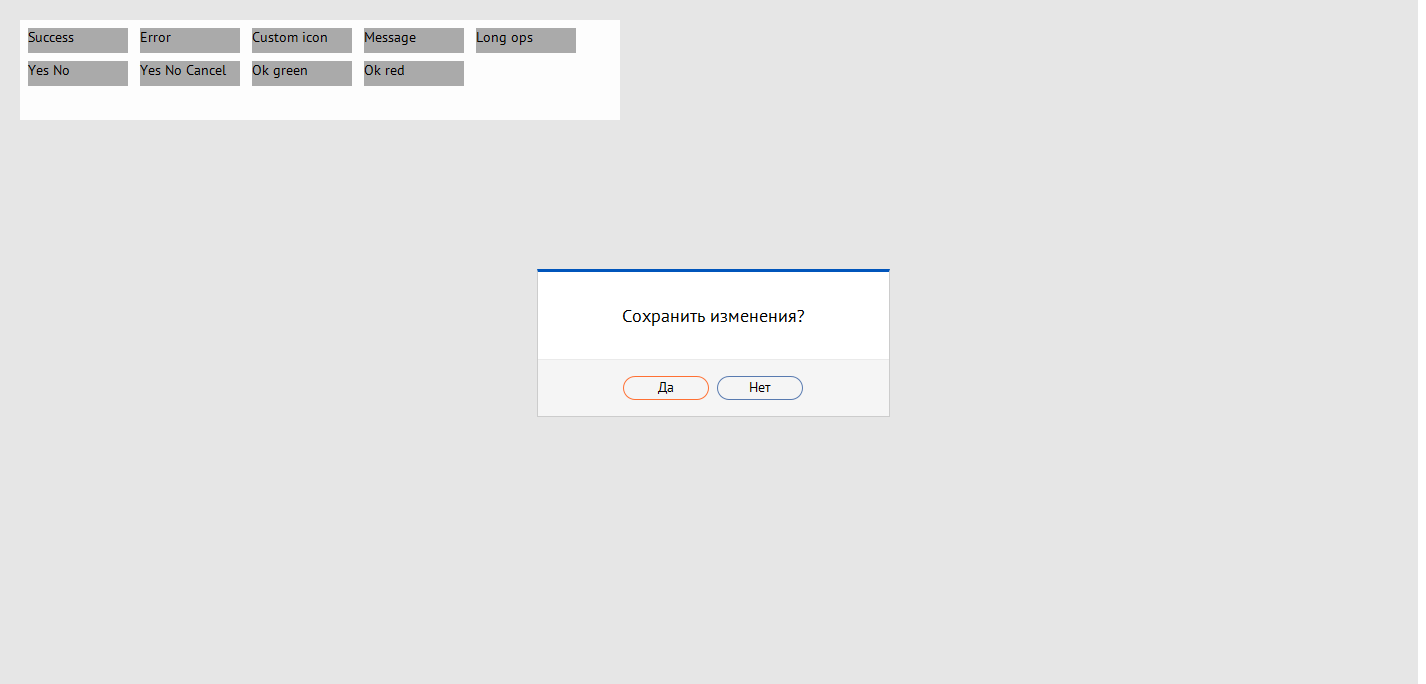 Success Error Custom icon Message Long ops
Yes No Yes No Cancel Ok green Ok red
Сохранить изменения?
Да Нет